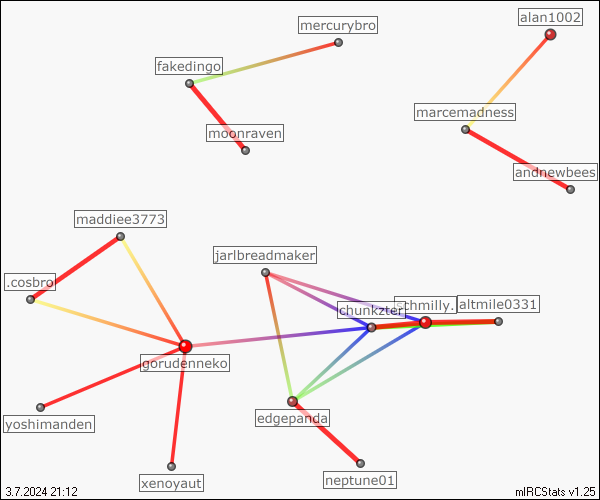 alan1002
mercurybro
fakedingo
marcemadness
moonraven
andnewbees
maddiee3773
jarlbreadmaker
.cosbro
chunkzter
schmilly.
altmile0331
gorudenneko
edgepanda
yoshimanden
xenoyaut
neptune01
3.7.2024 21:12
mIRCStats v1.25